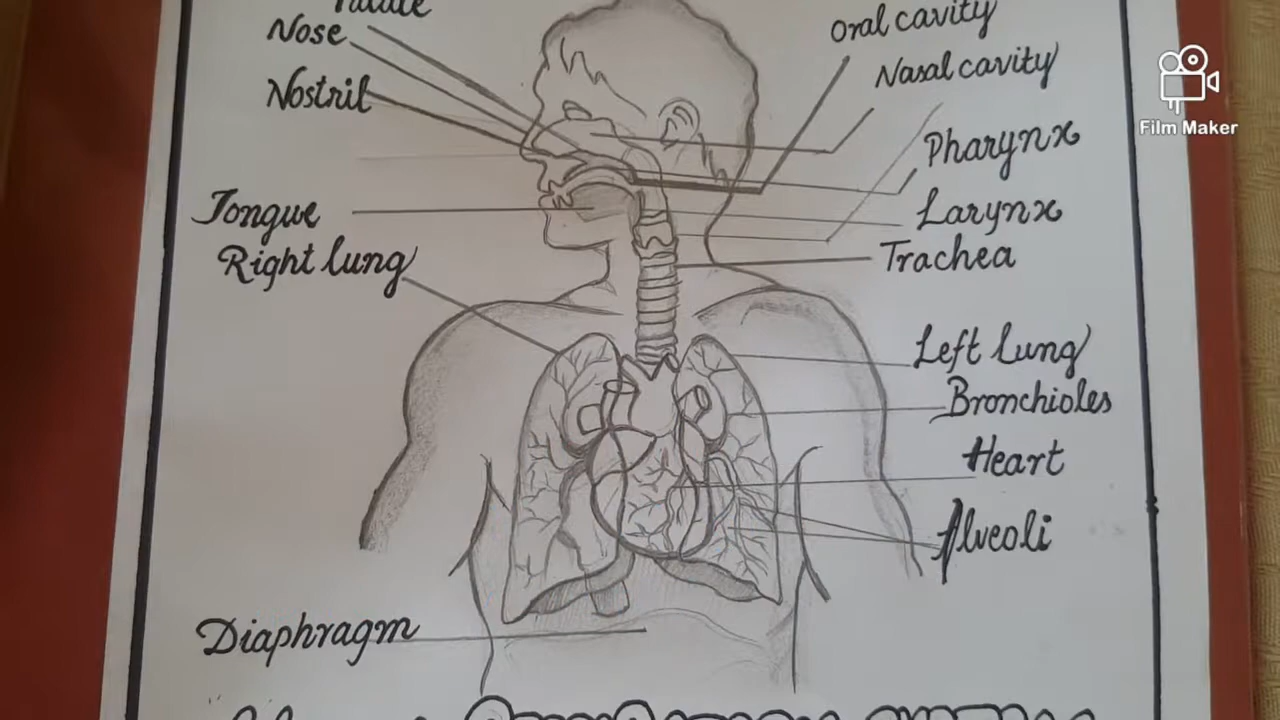 Nose
Nostril
Tongue
Right lung
Diaphragm
Oral cavity
Nasal cavity
Pharynx
Larynx
Trachea
Left lung
Bronchioles
Heart
Alveoli
Film Maker